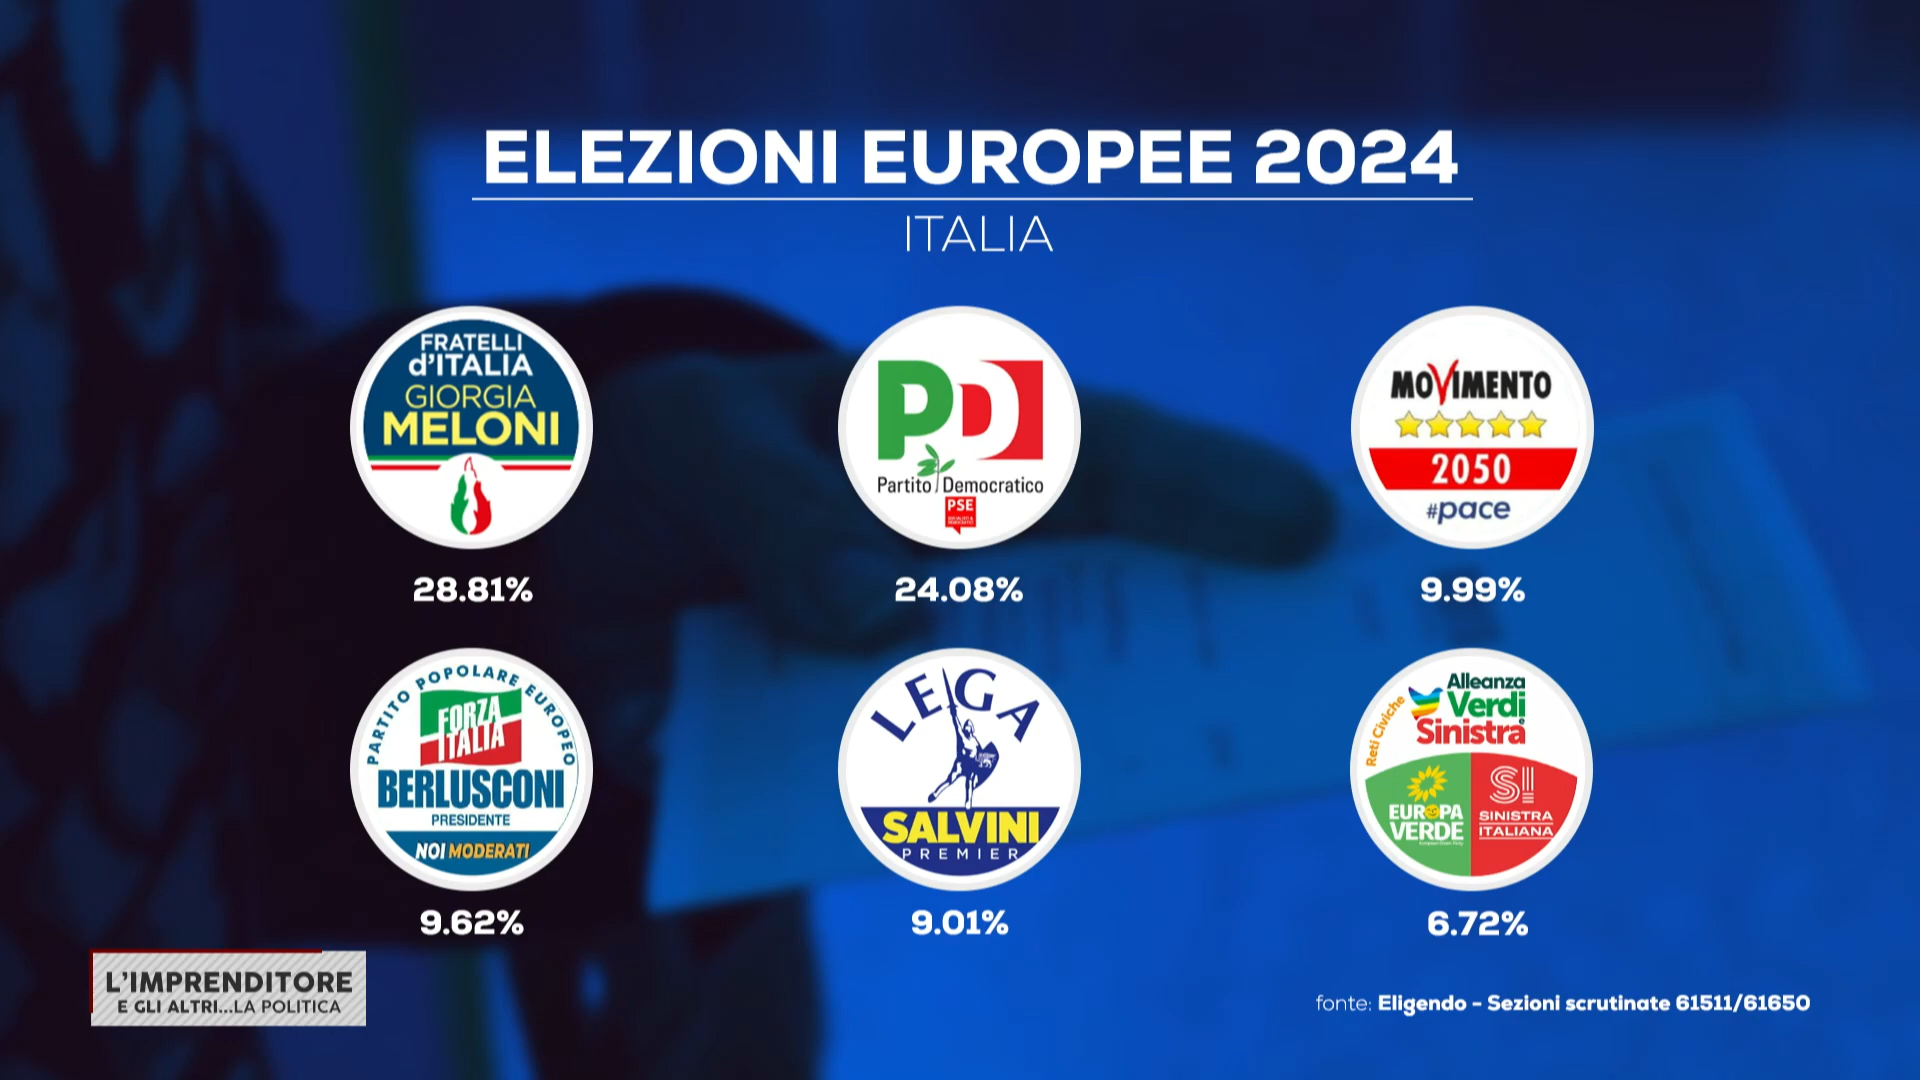 ELEZIONI EUROPEE 2024
ITALIA
FRATELLI
d'ITALIA
GIORGIA
MELONI
28.81%
PD
Partito Democratico
PSE
24.08%
MOVIMENTO
2050
#pace
9.99%
PARTITO POPOLARE EUROPEO
FORZA
ITALIA
BERLUSCONI
PRESIDENTE
NOI MODERATI
9.62%
LEGA
SALVINI
PREMIER
9.01%
Reti Civiche
Alleanza
Verdi
Sinistra
EUROPA
VERDE
SI
SINISTRA
ITALIANA
6.72%
L'IMPRENDITORE
E GLI ALTRI...LA POLITICA
fonte: Eligendo - Sezioni scrutinate 61511/61650